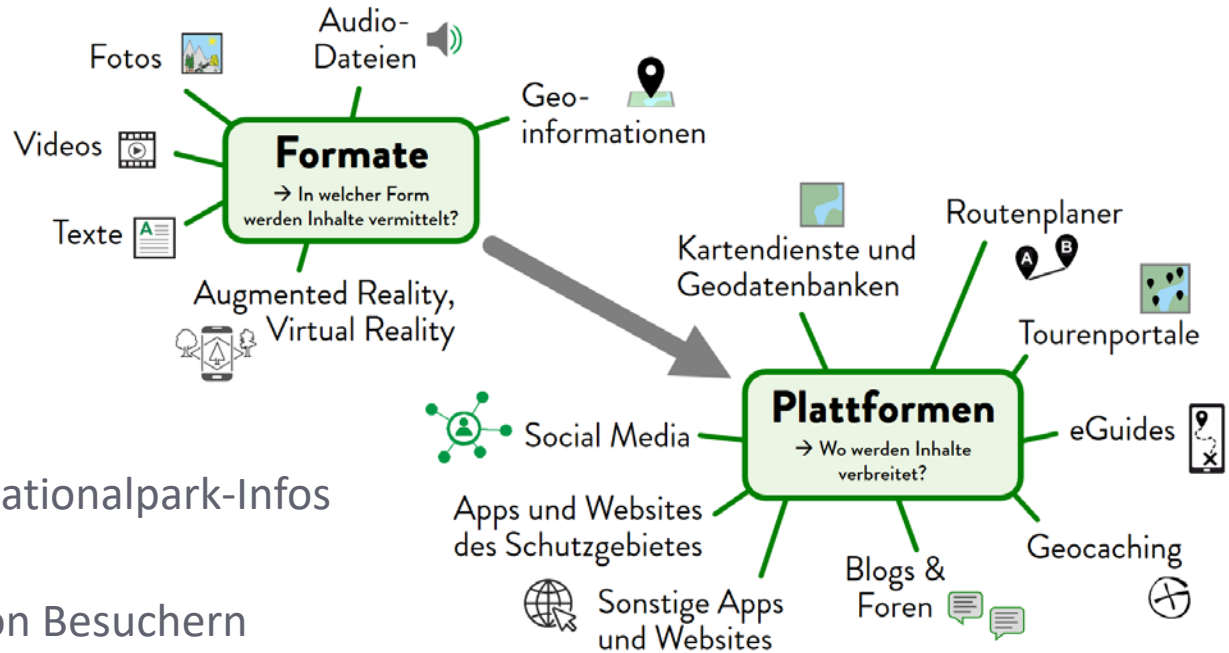 Fotos
Audio-
Dateien
Geo-
informationen
Videos
Texte
Formate
→ In welcher Form
werden Inhalte vermittelt?
Augmented Reality,
Virtual Reality
Kartendienste und
Geodatenbanken
Routenplaner
A B
Tourenportale
Plattformen
→ Wo werden Inhalte
verbreitet?
Social Media
eGuides
Apps und Websites
des Schutzgebietes
Sonstige Apps
und Websites
Blogs &
Foren
Geocaching
ationalpark-Infos
on Besuchern